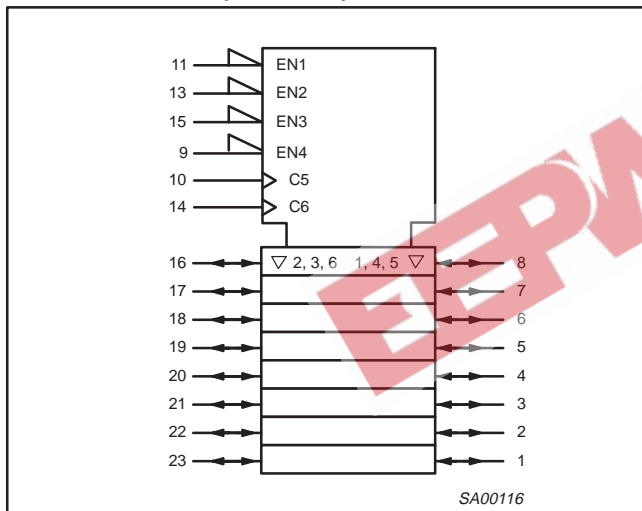 11 EN1
13 EN2
15 EN3
9 EN4
10 C5
14 C6
16 ▽ 2, 3, 6 1, 4, 5 ▽ 8
17 7
18 6
19 5
20 4
21 3
22 2
23 1
SA00116